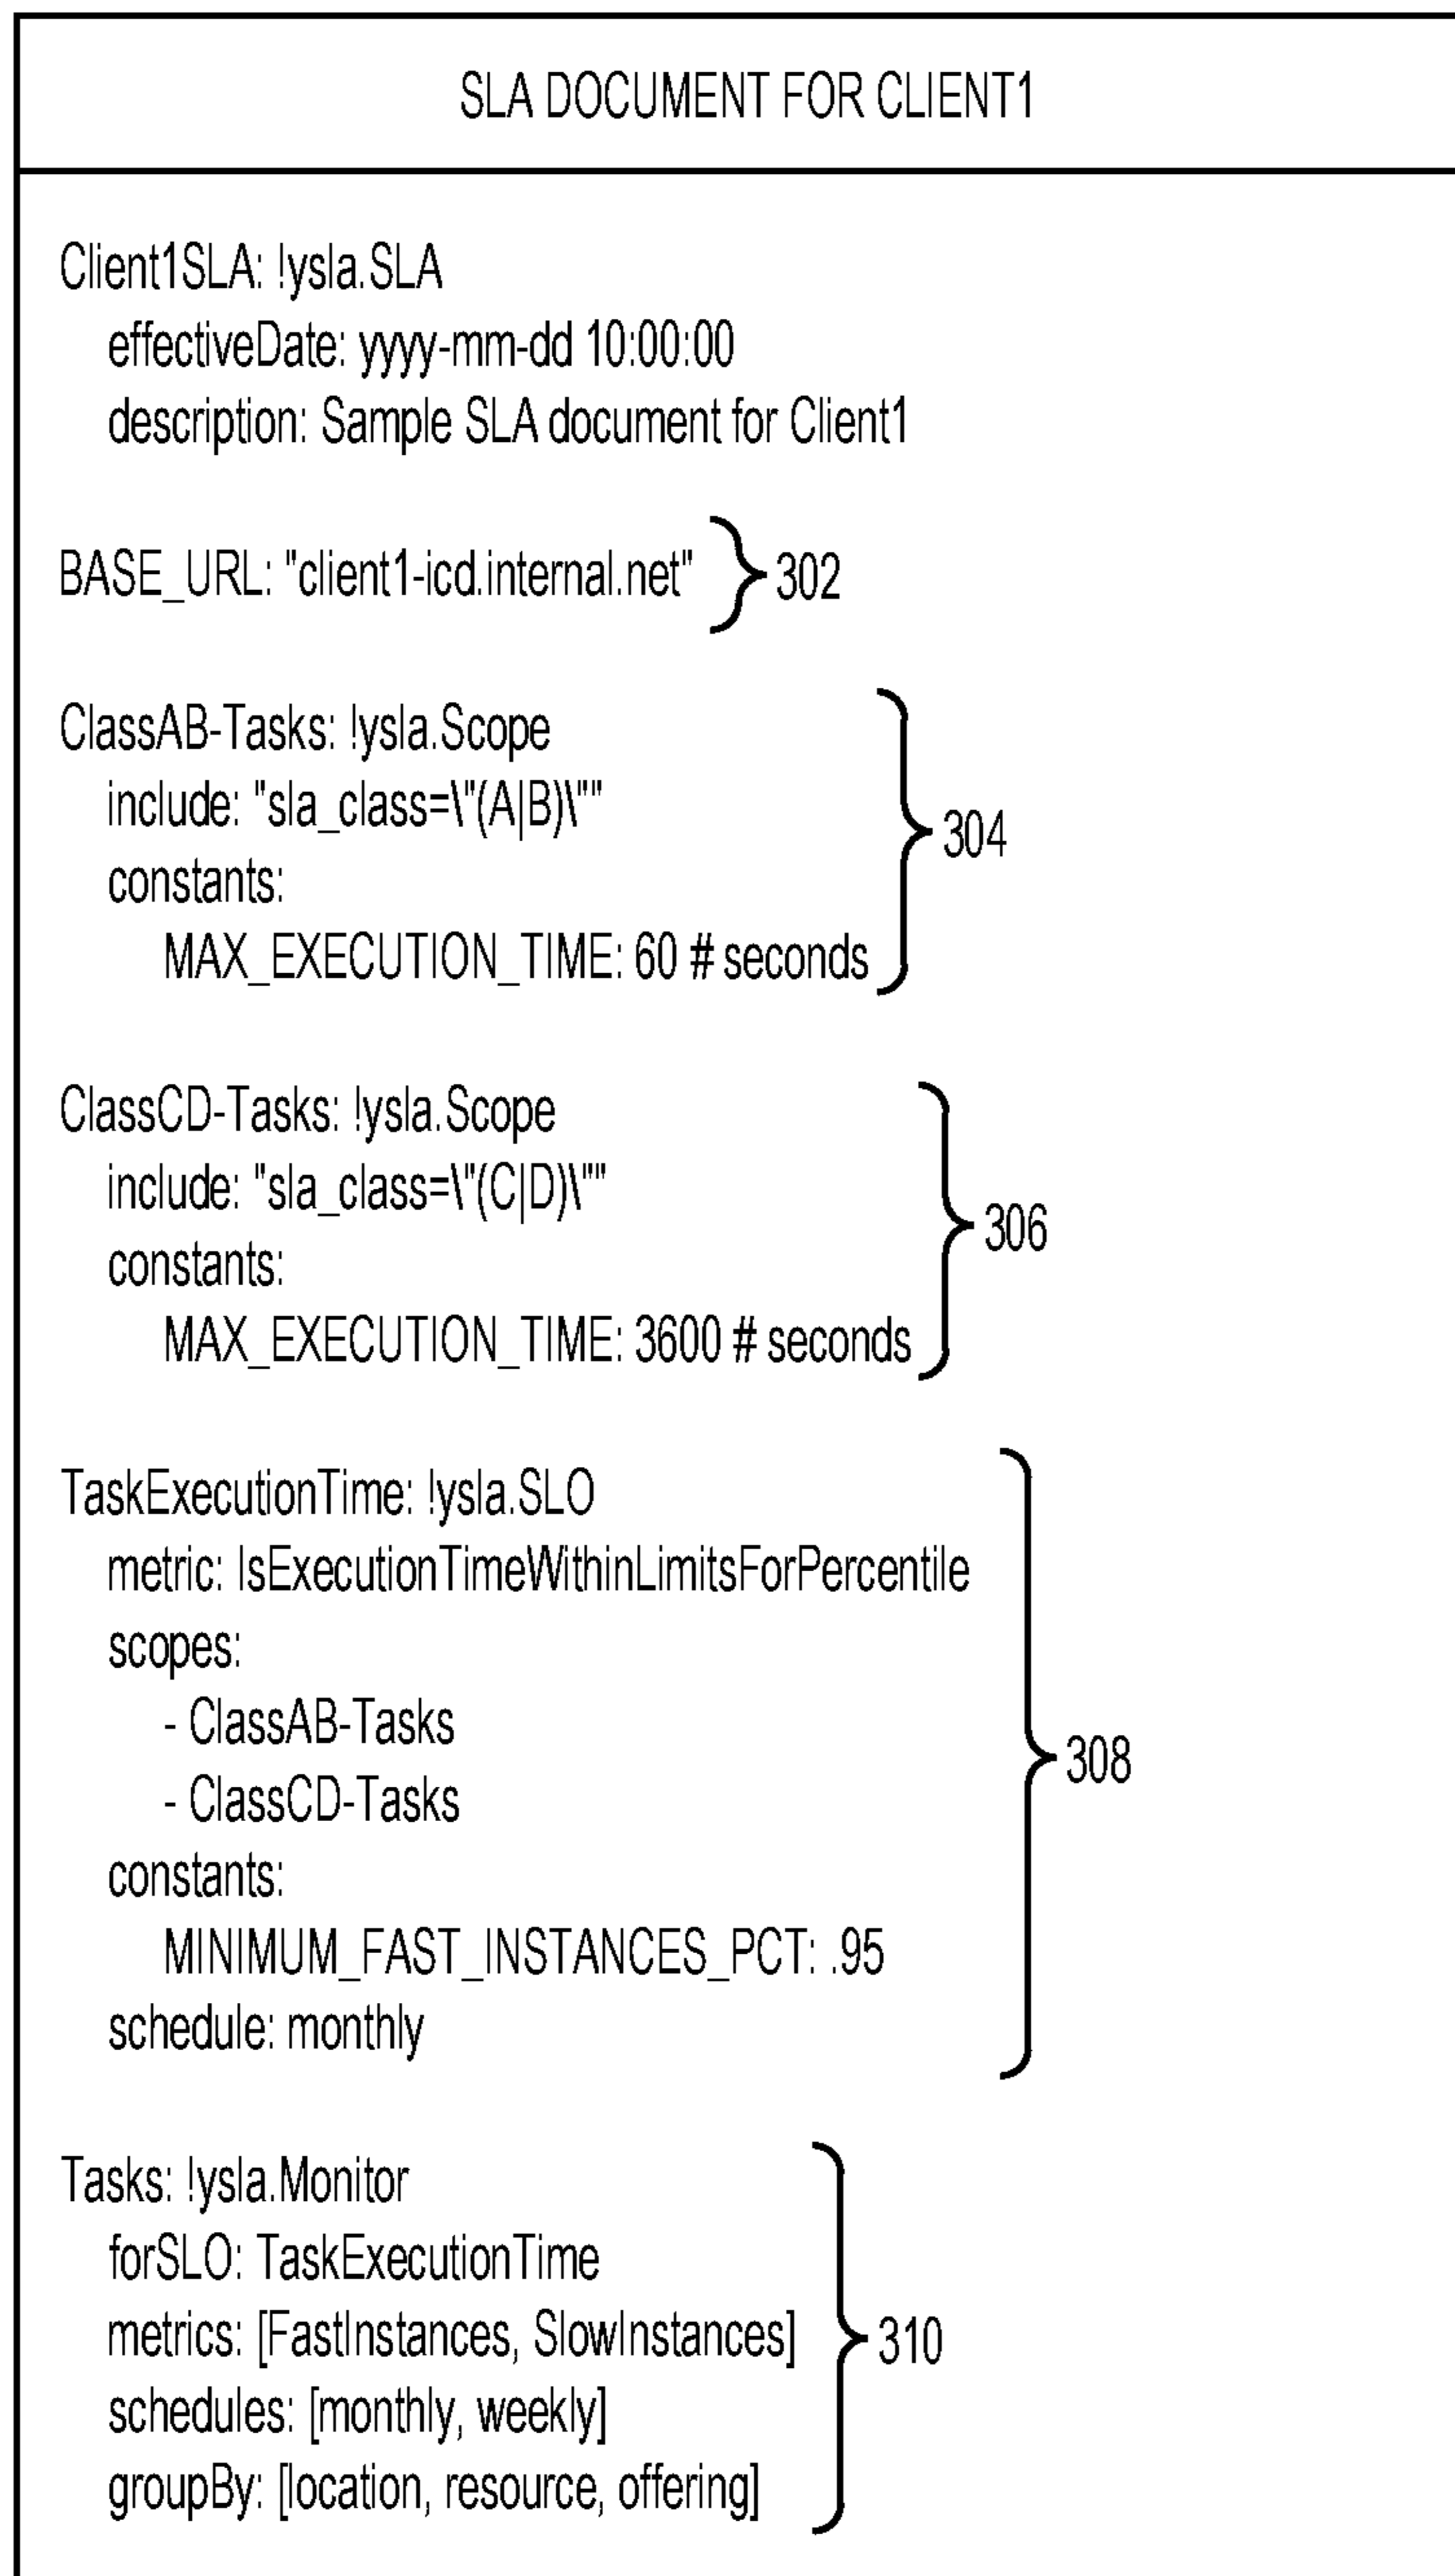 SLA DOCUMENT FOR CLIENT1
Client1SLA: !ysla.SLA
effectiveDate: yyyy-mm-dd 10:00:00
description: Sample SLA document for Client1
BASE_URL: "client1-icd.internal.net" 302
ClassAB-Tasks: !ysla.Scope
include: "sla_class=\"(A|B)\""
304
constants:
MAX_EXECUTION_TIME: 60 # seconds
ClassCD-Tasks: !ysla.Scope
include: "sla_class=\"(C|D)\""
306
constants:
MAX_EXECUTION_TIME: 3600 # seconds
TaskExecutionTime: !ysla.SLO
metric: IsExecutionTimeWithinLimitsForPercentile
scopes:
- ClassAB-Tasks
308
- ClassCD-Tasks
constants:
MINIMUM_FAST_INSTANCES_PCT: .95
schedule: monthly
Tasks: !ysla.Monitor
forSLO: TaskExecutionTime
metrics: [FastInstances, SlowInstances] 310
schedules: [monthly, weekly]
groupBy: [location, resource, offering]